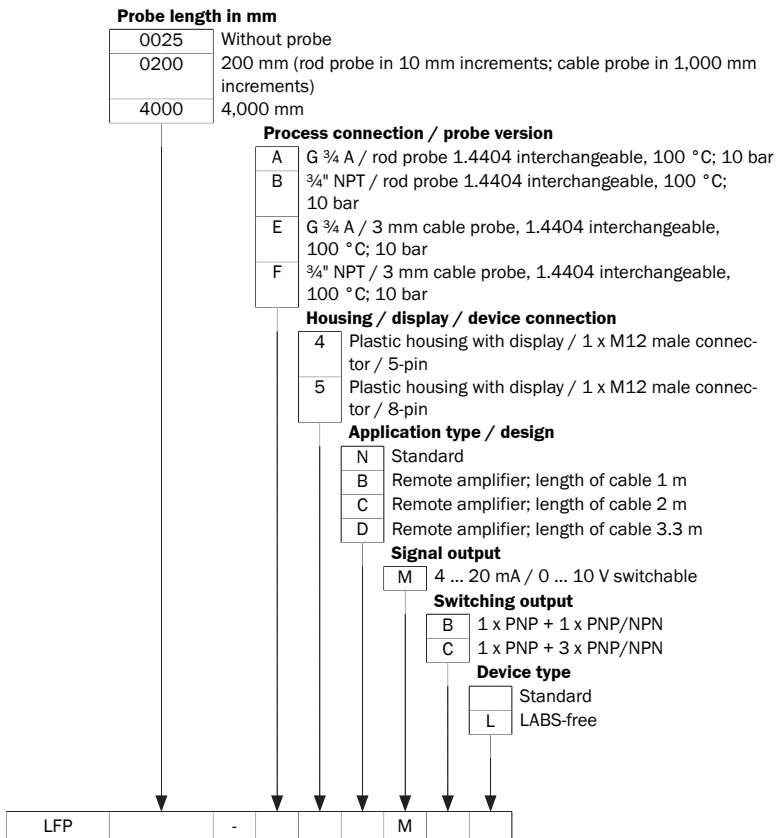 Probe length in mm
0025 Without probe
0200 200 mm (rod probe in 10 mm increments; cable probe in 1,000 mm
increments)
4000 4,000 mm
Process connection / probe version
A G ¾ A / rod probe 1.4404 interchangeable, 100 °C; 10 bar
B ¾" NPT / rod probe 1.4404 interchangeable, 100 °C;
10 bar
E G ¾ A / 3 mm cable probe, 1.4404 interchangeable,
100 °C; 10 bar
F ¾" NPT / 3 mm cable probe, 1.4404 interchangeable,
100 °C; 10 bar
Housing / display / device connection
4 Plastic housing with display / 1 x M12 male connec-
tor / 5-pin
5 Plastic housing with display / 1 x M12 male connec-
tor / 8-pin
Application type / design
N Standard
B Remote amplifier; length of cable 1 m
C Remote amplifier; length of cable 2 m
D Remote amplifier; length of cable 3.3 m
Signal output
M 4 ... 20 mA / 0 ... 10 V switchable
Switching output
B 1 x PNP + 1 x PNP/NPN
C 1 x PNP + 3 x PNP/NPN
Device type
Standard
L LABS-free
LFP - M